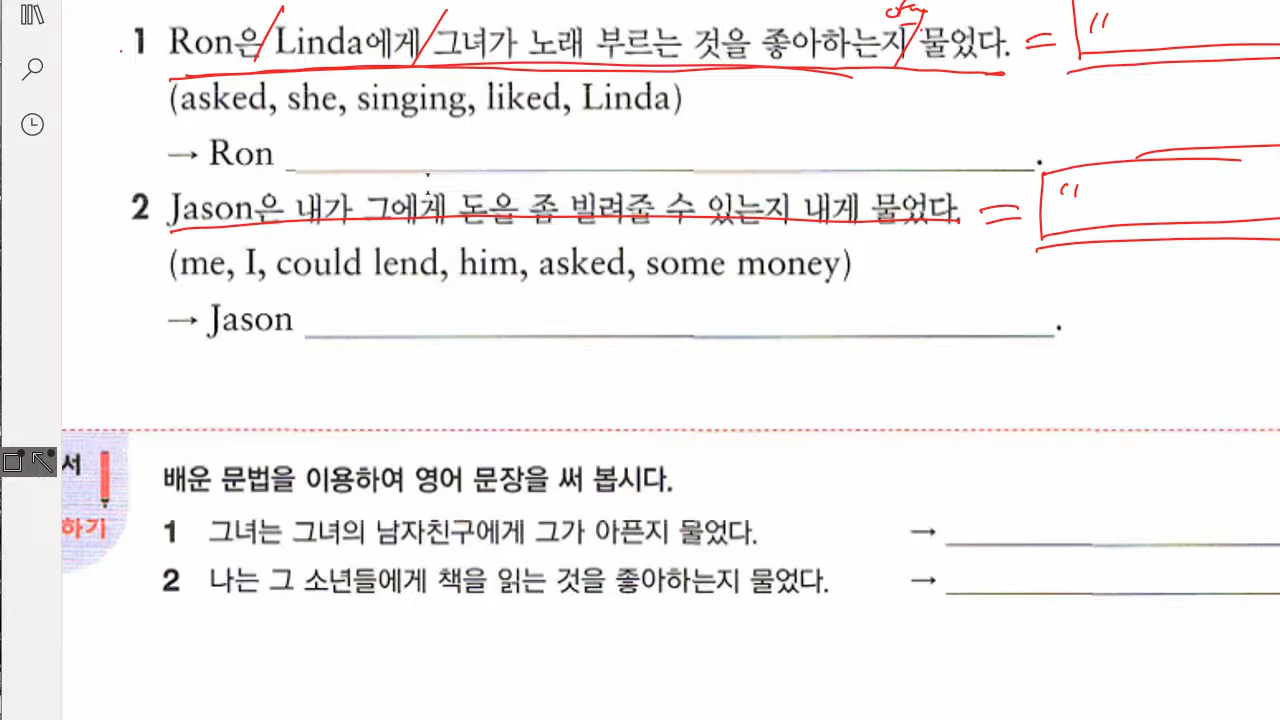 1 Ron은 Linda에게 그녀가 노래 부르는 것을 좋아하는지 물었다. = "
(asked, she, singing, liked, Linda)
→ Ron .
2 Jason은 내가 그에게 돈을 좀 빌려줄 수 있는지 내게 물었다. = "
(me, I, could lend, him, asked, some money)
→ Jason .
서
하기
배운 문법을 이용하여 영어 문장을 써 봅시다.
1 그녀는 그녀의 남자친구에게 그가 아픈지 물었다. →
2 나는 그 소년들에게 책을 읽는 것을 좋아하는지 물었다. →